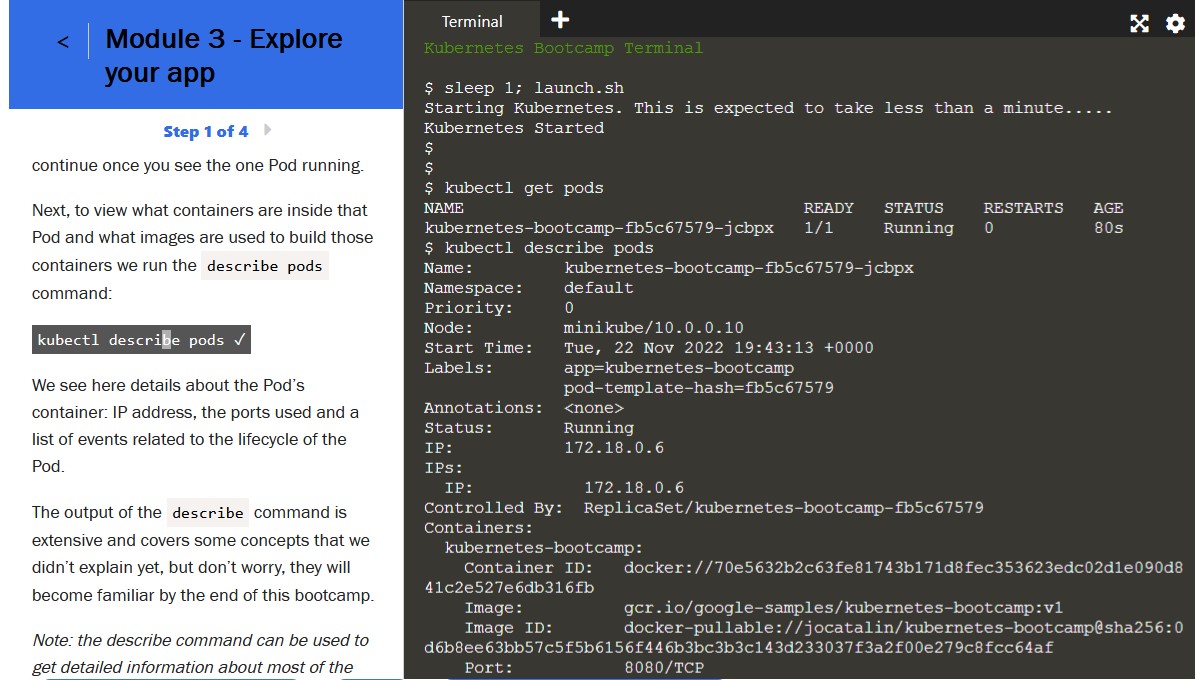 < Module 3 - Explore
your app
Step 1 of 4
continue once you see the one Pod running.
Next, to view what containers are inside that
Pod and what images are used to build those
containers we run the describe pods
command:
kubectl describe pods ✓
We see here details about the Pod's
container: IP address, the ports used and a
list of events related to the lifecycle of the
Pod.
The output of the describe command is
extensive and covers some concepts that we
didn't explain yet, but don't worry, they will
become familiar by the end of this bootcamp.
Note: the describe command can be used to
get detailed information about most of the
Terminal +
Kubernetes Bootcamp Terminal
$ sleep 1; launch.sh
Starting Kubernetes. This is expected to take less than a minute.....
Kubernetes Started
$
$
$ kubectl get pods
NAME READY STATUS RESTARTS AGE
kubernetes-bootcamp-fb5c67579-jcbpx 1/1 Running 0 80s
$ kubectl describe pods
Name: kubernetes-bootcamp-fb5c67579-jcbpx
Namespace: default
Priority: 0
Node: minikube/10.0.0.10
Start Time: Tue, 22 Nov 2022 19:43:13 +0000
Labels: app=kubernetes-bootcamp
pod-template-hash=fb5c67579
Annotations: <none>
Status: Running
IP: 172.18.0.6
IPs:
IP: 172.18.0.6
Controlled By: ReplicaSet/kubernetes-bootcamp-fb5c67579
Containers:
kubernetes-bootcamp:
Container ID: docker://70e5632b2c63fe81743b171d8fec353623edc02d1e090d8
41c2e527e6db316fb
Image: gcr.io/google-samples/kubernetes-bootcamp:v1
Image ID: docker-pullable://jocatalin/kubernetes-bootcamp@sha256:0
d6b8ee63bb57c5f5b6156f446b3bc3b3c143d233037f3a2f00e279c8fcc64af
Port: 8080/TCP